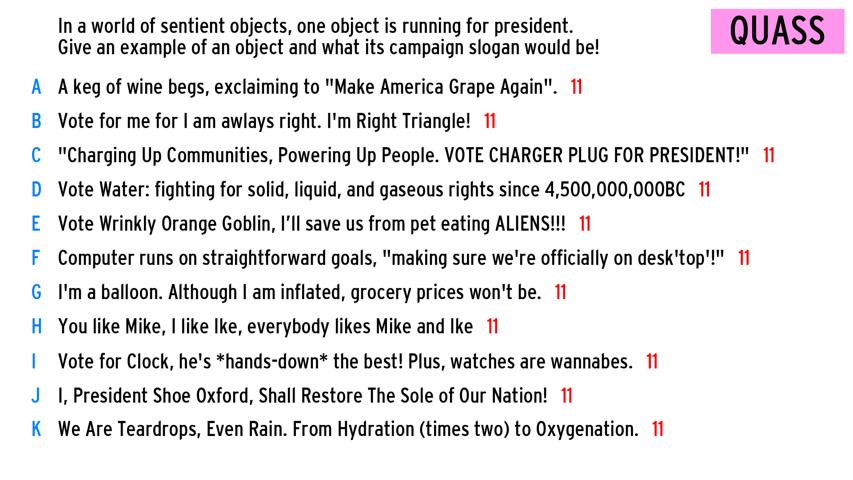 In a world of sentient objects, one object is running for president.
Give an example of an object and what its campaign slogan would be!
QUASS
A A keg of wine begs, exclaiming to "Make America Grape Again". 11
B Vote for me for I am awlays right. I'm Right Triangle! 11
C "Charging Up Communities, Powering Up People. VOTE CHARGER PLUG FOR PRESIDENT!" 11
D Vote Water: fighting for solid, liquid, and gaseous rights since 4,500,000,000BC 11
E Vote Wrinkly Orange Goblin, I'll save us from pet eating ALIENS!!! 11
F Computer runs on straightforward goals, "making sure we're officially on desk'top'!" 11
G I'm a balloon. Although I am inflated, grocery prices won't be. 11
H You like Mike, I like Ike, everybody likes Mike and Ike 11
I Vote for Clock, he's *hands-down* the best! Plus, watches are wannabes. 11
J I, President Shoe Oxford, Shall Restore The Sole of Our Nation! 11
K We Are Teardrops, Even Rain. From Hydration (times two) to Oxygenation. 11